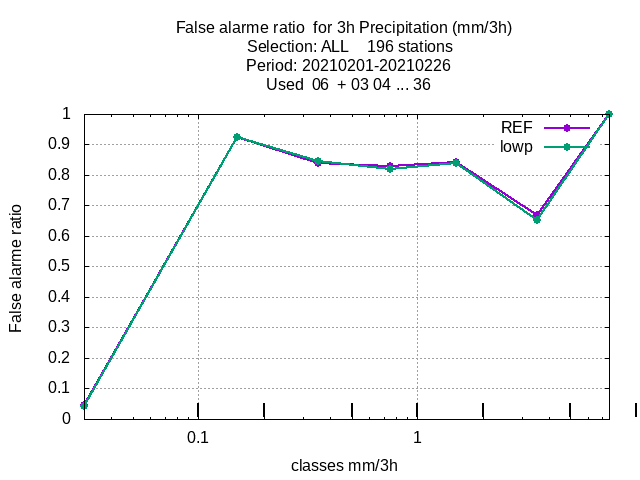 False alarme ratio  for 3h Precipitation (mm/3h)
Selection: ALL    196 stations
Period: 20210201-20210226
Used  06  + 03 04 ... 36
REF
lowp
1
0.9
0.8
0.7
0.6
0.5
0.4
0.3
0.2
0.1
0
False alarme ratio
0.1 1
classes mm/3h